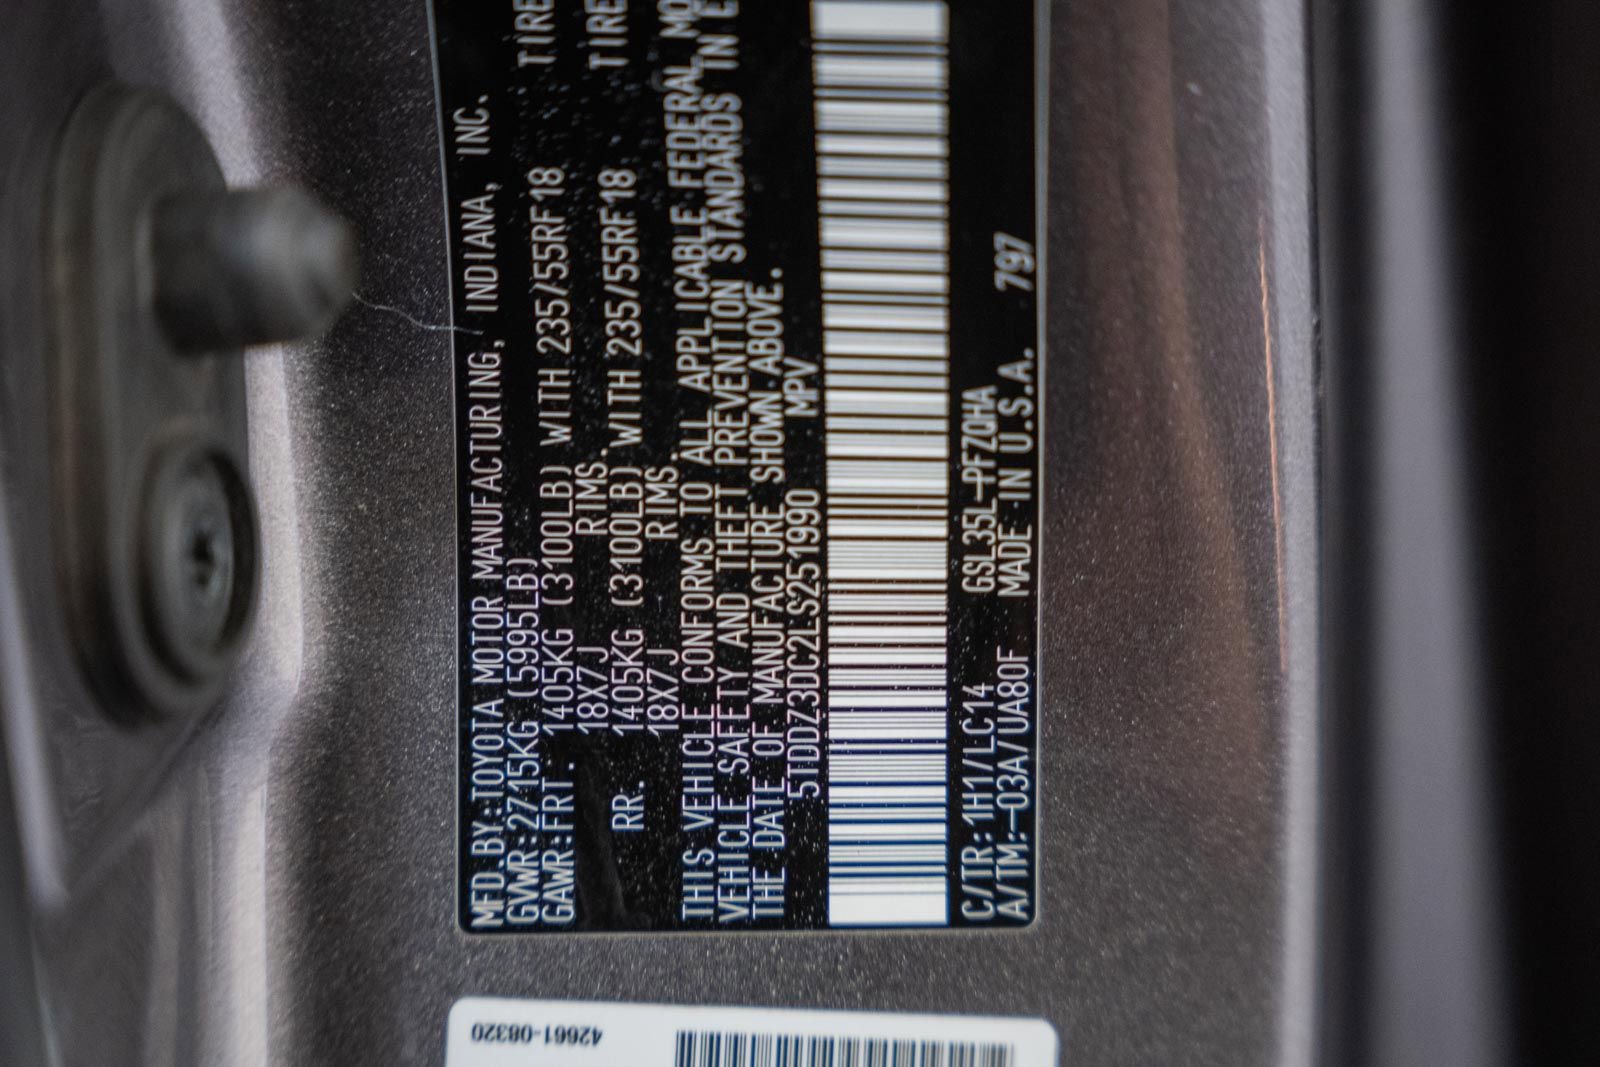 MFD.BY:TOYOTA MOTOR MANUFACTURING, INDIANA, INC.
GVWR:2715KG(5995LB)
GAWR:FRT. 1405KG (3100LB) WITH 235/55RF18 TIRE
18X7J RIMS.
RR. 1405KG (3100LB) WITH 235/55RF18 TIRE
18X7J RIMS.
THIS VEHICLE CONFORMS TO ALL APPLICABLE FEDERAL MO
VEHICLE SAFETY AND THEFT PREVENTION STANDARDS IN E
THE DATE OF MANUFACTURE SHOWN ABOVE.
5TDDZ3DC2LS251990 MPV
C/TR:1H1/LC14 GSL35L-PFZQHA
A/TM:-03A/UA80F MADE IN U.S.A. 797
42661-08320